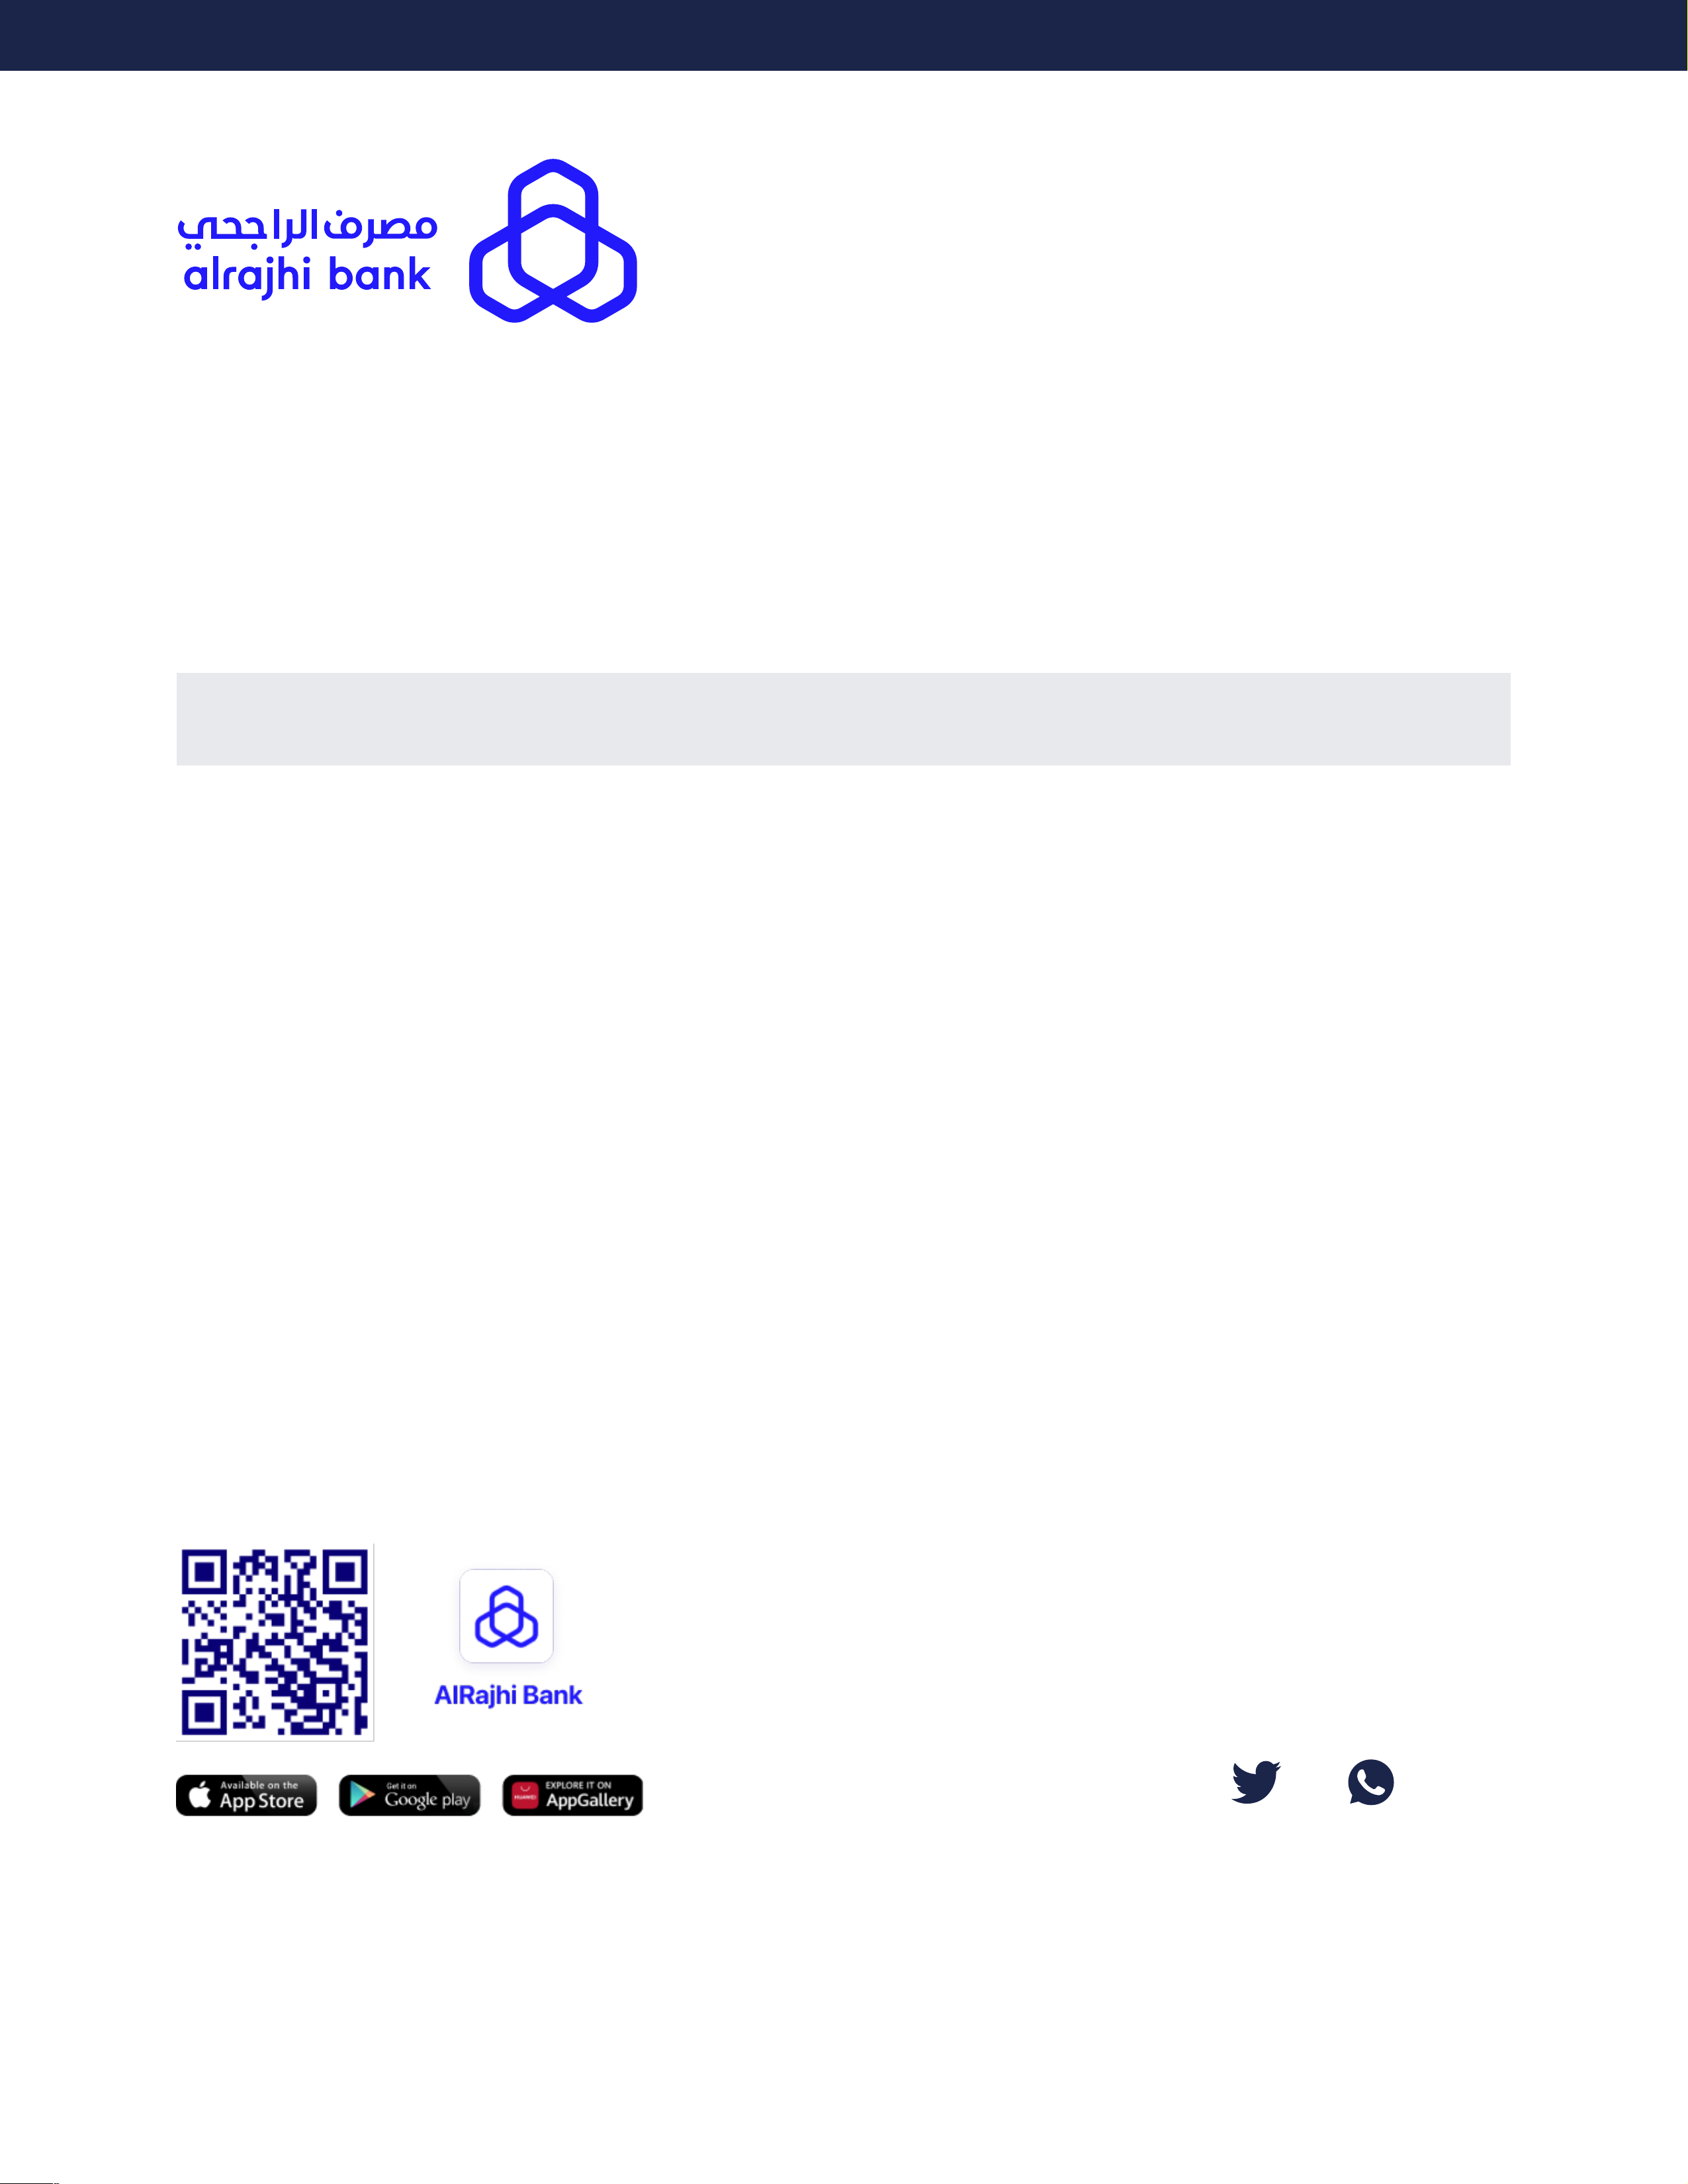 مصرف الراجحي
alrajhi bank
AlRajhi Bank
Available on the
App Store
Get it on
Google play
HUAWEI
EXPLORE IT ON
AppGallery